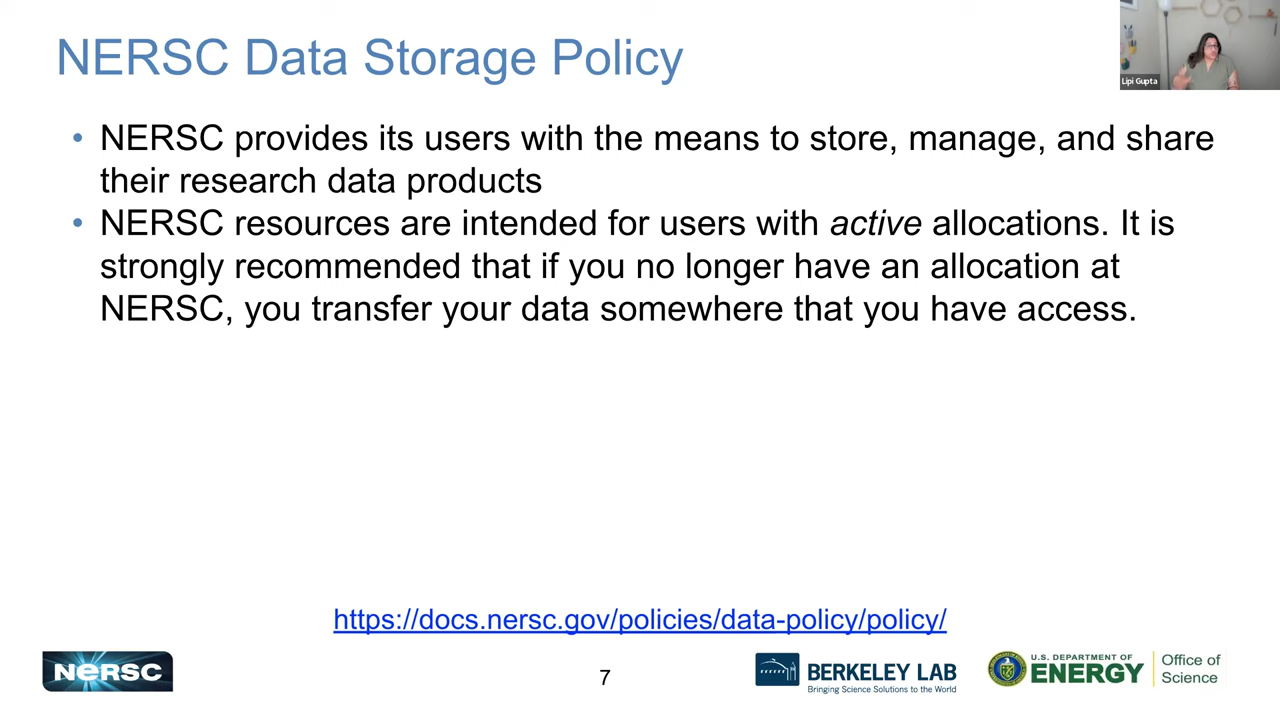 NERSC Data Storage Policy
Lipi Gupta
• NERSC provides its users with the means to store, manage, and share
their research data products
• NERSC resources are intended for users with active allocations. It is
strongly recommended that if you no longer have an allocation at
NERSC, you transfer your data somewhere that you have access.
https://docs.nersc.gov/policies/data-policy/policy/
NERSC
7
BERKELEY LAB
Bringing Science Solutions to the World
U.S. DEPARTMENT OF
ENERGY
Office of
Science